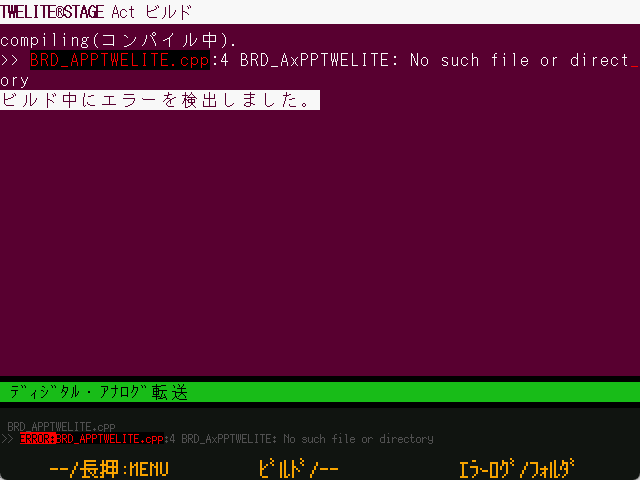 TWELITE®STAGE Act ビルド
compiling(コンパイル中).
>> BRD_APPTWELITE.cpp:4 BRD_AxPPTWELITE: No such file or direct_
ory
ビルド中にエラーを検出しました。
ﾃﾞｨｼﾞﾀﾙ・ｱﾅﾛｸﾞ転送
BRD_APPTWELITE.cpp
>> ERROR:BRD_APPTWELITE.cpp:4 BRD_AxPPTWELITE: No such file or directory
--/長押:MENU ﾋﾞﾙﾄﾞ/-- ｴﾗｰﾛｸﾞ/ﾌｫﾙﾀﾞ